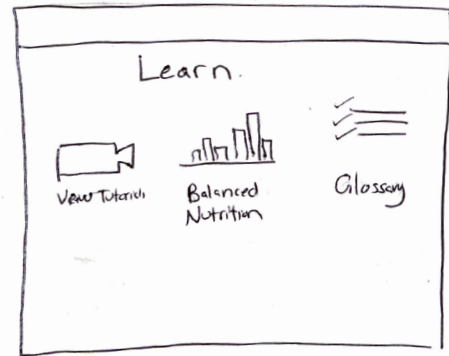 Learn.
View Tutorials
Balanced
Nutrition
Glossary